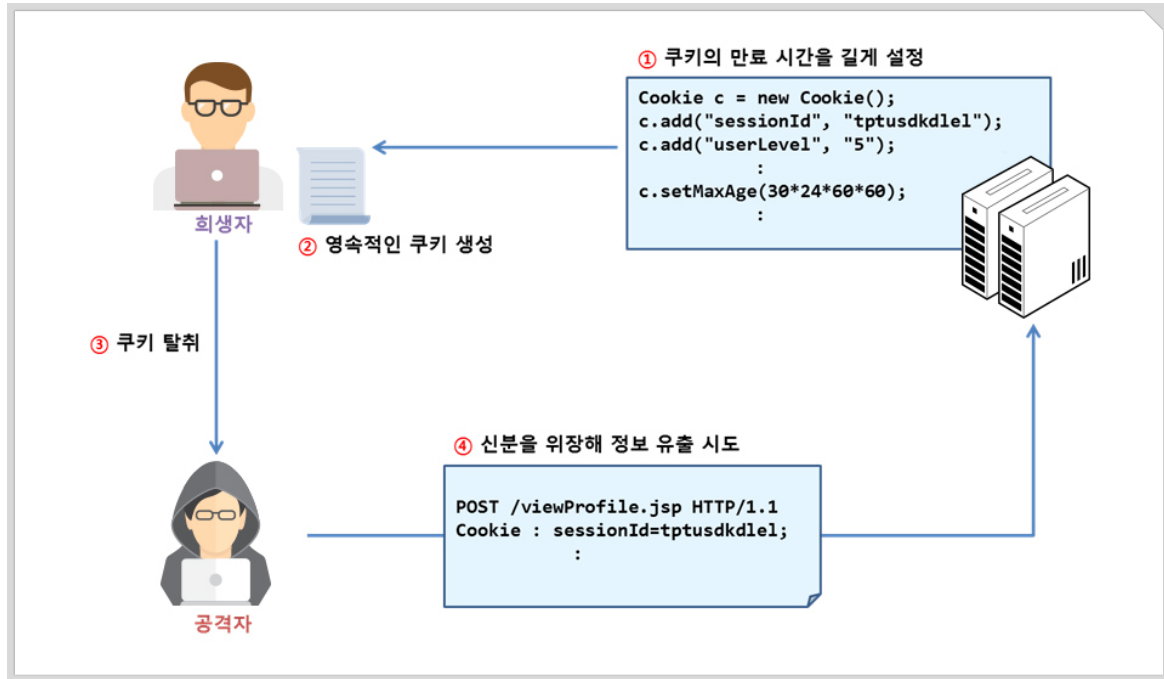 ① 쿠키의 만료 시간을 길게 설정
Cookie c = new Cookie();
c.add("sessionId", "tptusdkdlel");
c.add("userLevel", "5");
:
c.setMaxAge(30*24*60*60);
:
희생자
② 영속적인 쿠키 생성
③ 쿠키 탈취
④ 신분을 위장해 정보 유출 시도
POST /viewProfile.jsp HTTP/1.1
Cookie : sessionId=tptusdkdlel;
:
공격자